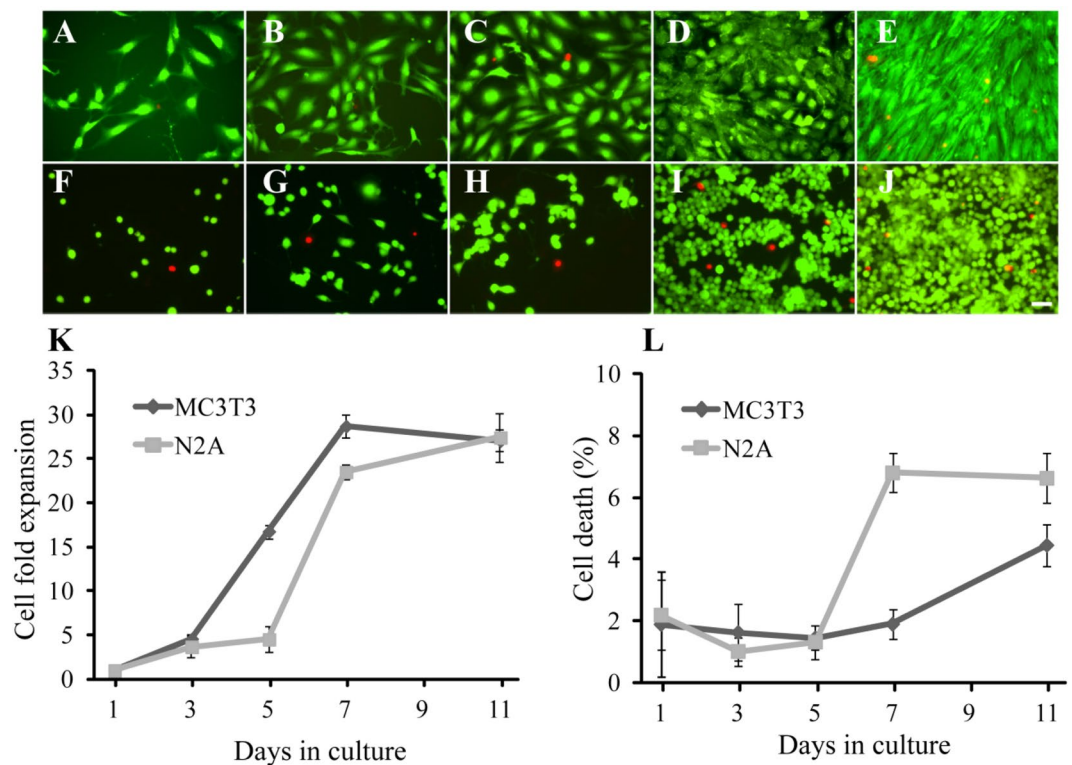 A B C D E
F G H I J
K
35
30
25
20
15
10
5
0
Cell fold expansion
MC3T3
N2A
1 3 5 7 9 11
Days in culture
L
10
8
6
4
2
0
Cell death (%)
MC3T3
N2A
1 3 5 7 9 11
Days in culture